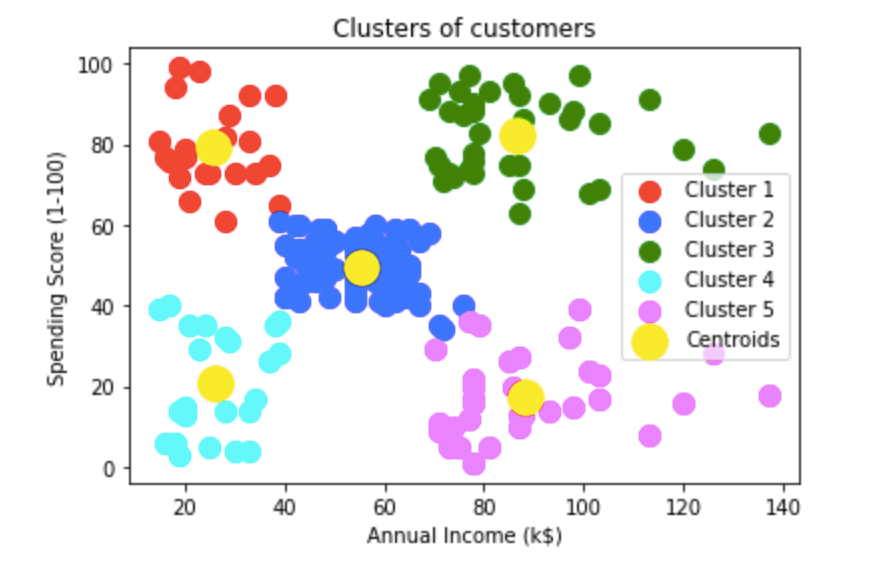 Clusters of customers
100
80
60
40
20
0
Spending Score (1-100)
Cluster 1
Cluster 2
Cluster 3
Cluster 4
Cluster 5
Centroids
20 40 60 80 100 120 140
Annual Income (k$)